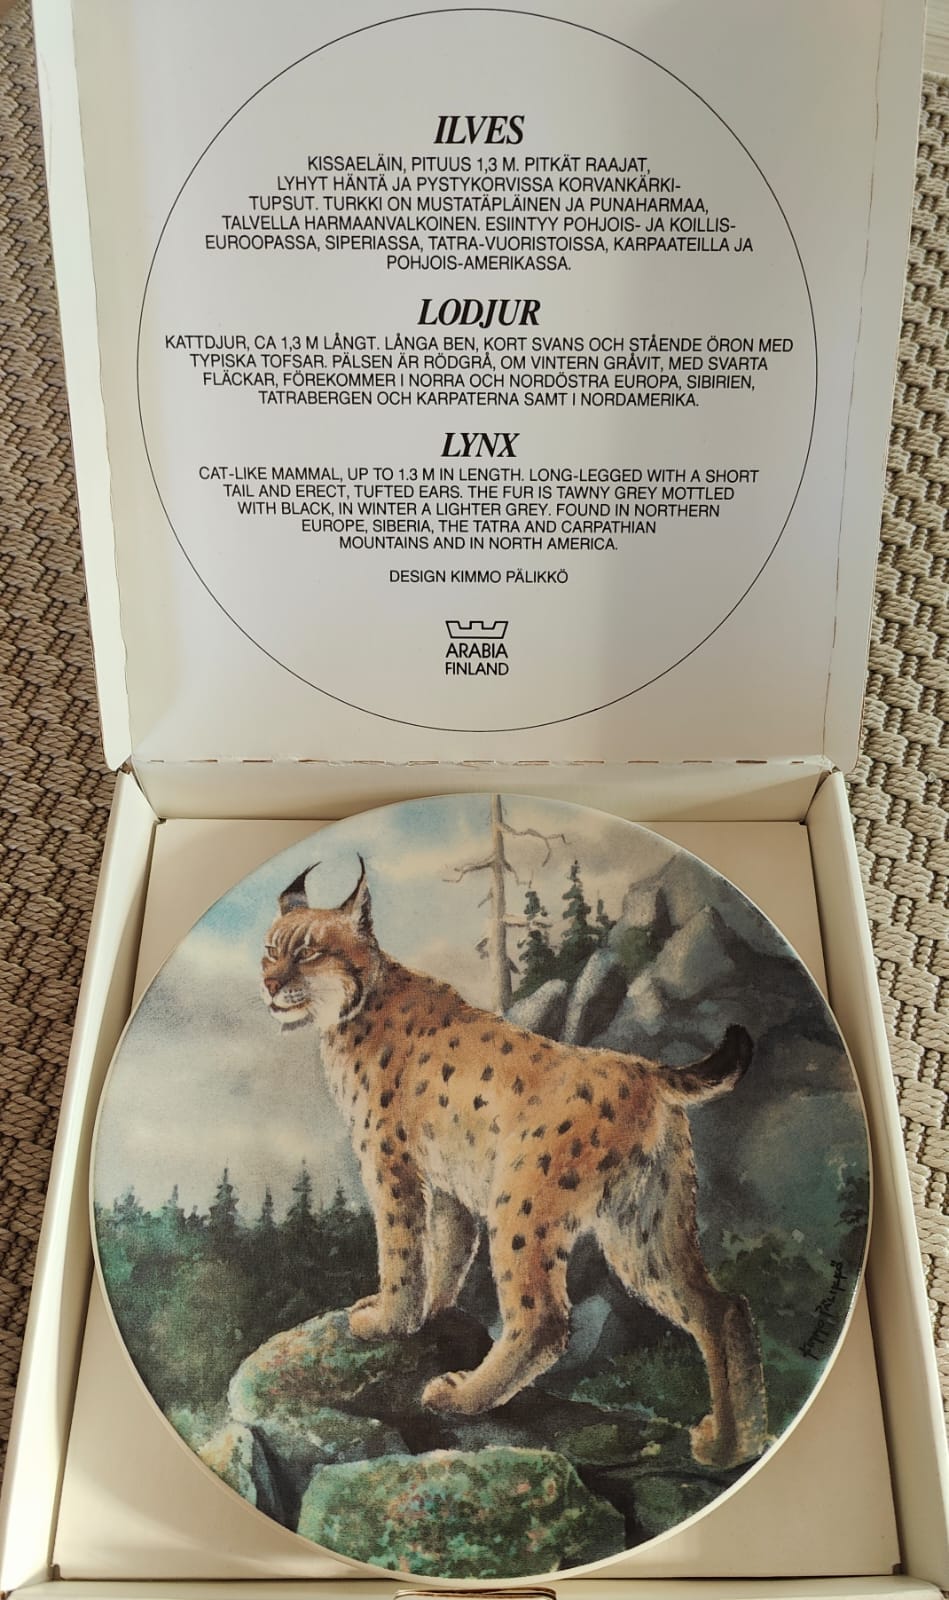 ILVES
KISSAELÄIN, PITUUS 1,3 M. PITKÄT RAAJAT,
LYHYT HÄNTÄ JA PYSTYKORVISSA KORVANKÄRKI-
TUPSUT. TURKKI ON MUSTATÄPLÄINEN JA PUNAHARMAA,
TALVELLA HARMAANVALKOINEN. ESIINTYY POHJOIS- JA KOILLIS-
EUROOPASSA, SIPERIASSA, TATRA-VUORISTOISSA, KARPAATEILLA JA
POHJOIS-AMERIKASSA.
LODJUR
KATTDJUR, CA 1,3 M LÅNGT. LÅNGA BEN, KORT SVANS OCH STÅENDE ÖRON MED
TYPISKA TOFSAR. PÄLSEN ÄR RÖDGRÅ, OM VINTERN GRÅVIT, MED SVARTA
FLÄCKAR, FÖREKOMMER I NORRA OCH NORDÖSTRA EUROPA, SIBIRIEN,
TATRABERGEN OCH KARPATERNA SAMT I NORDAMERIKA.
LYNX
CAT-LIKE MAMMAL, UP TO 1.3 M IN LENGTH. LONG-LEGGED WITH A SHORT
TAIL AND ERECT, TUFTED EARS. THE FUR IS TAWNY GREY MOTTLED
WITH BLACK, IN WINTER A LIGHTER GREY. FOUND IN NORTHERN
EUROPE, SIBERIA, THE TATRA AND CARPATHIAN
MOUNTAINS AND IN NORTH AMERICA.
DESIGN KIMMO PÄLIKKÖ
ARABIA
FINLAND